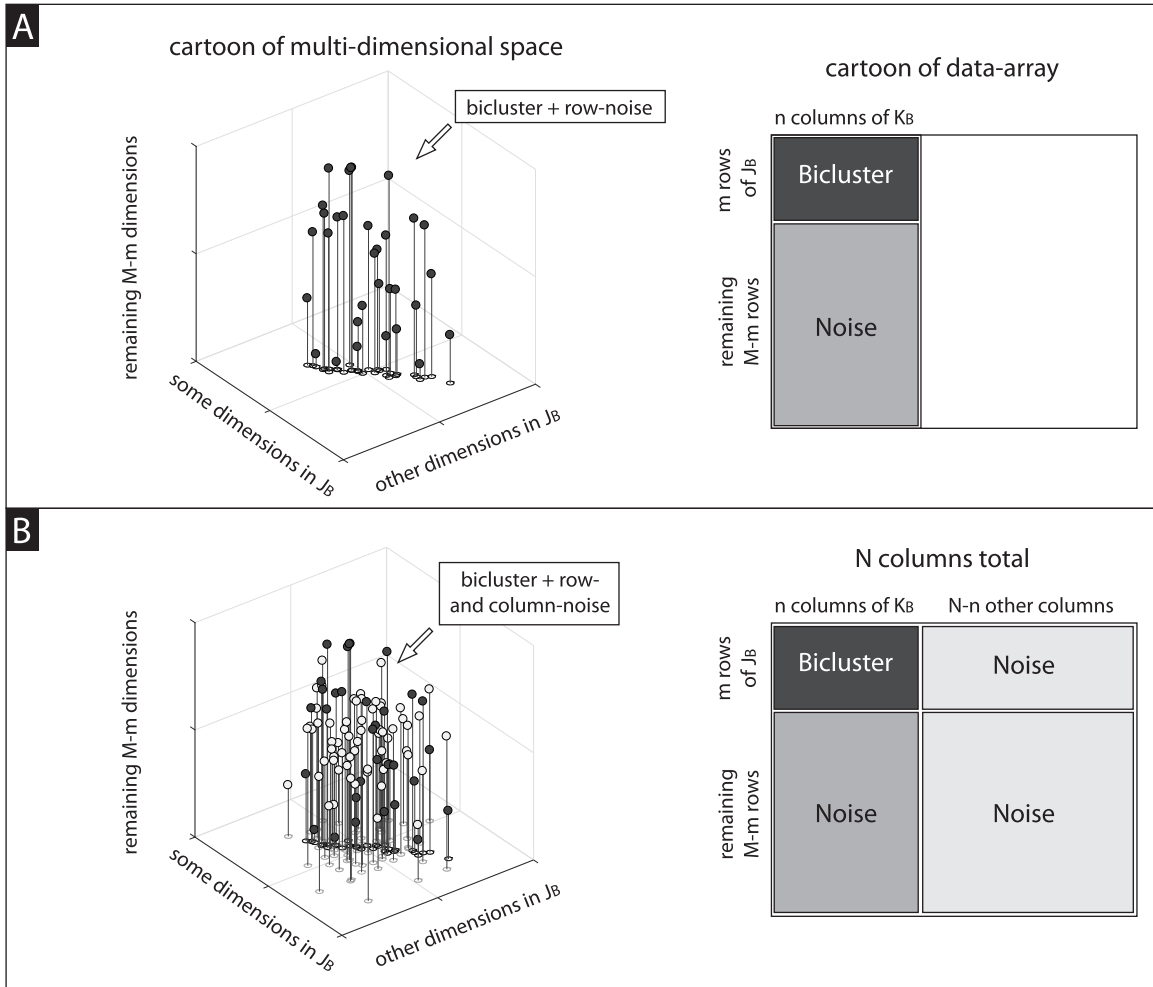 A
cartoon of multi-dimensional space
cartoon of data-array
bicluster + row-noise
n columns of KB
remaining M-m dimensions
m rows
of JB
Bicluster
remaining
M-m rows
Noise
some dimensions in JB
other dimensions in JB
B
N columns total
bicluster + row-
and column-noise
n columns of KB
N-n other columns
remaining M-m dimensions
m rows
of JB
Bicluster
Noise
remaining
M-m rows
Noise
Noise
some dimensions in JB
other dimensions in JB